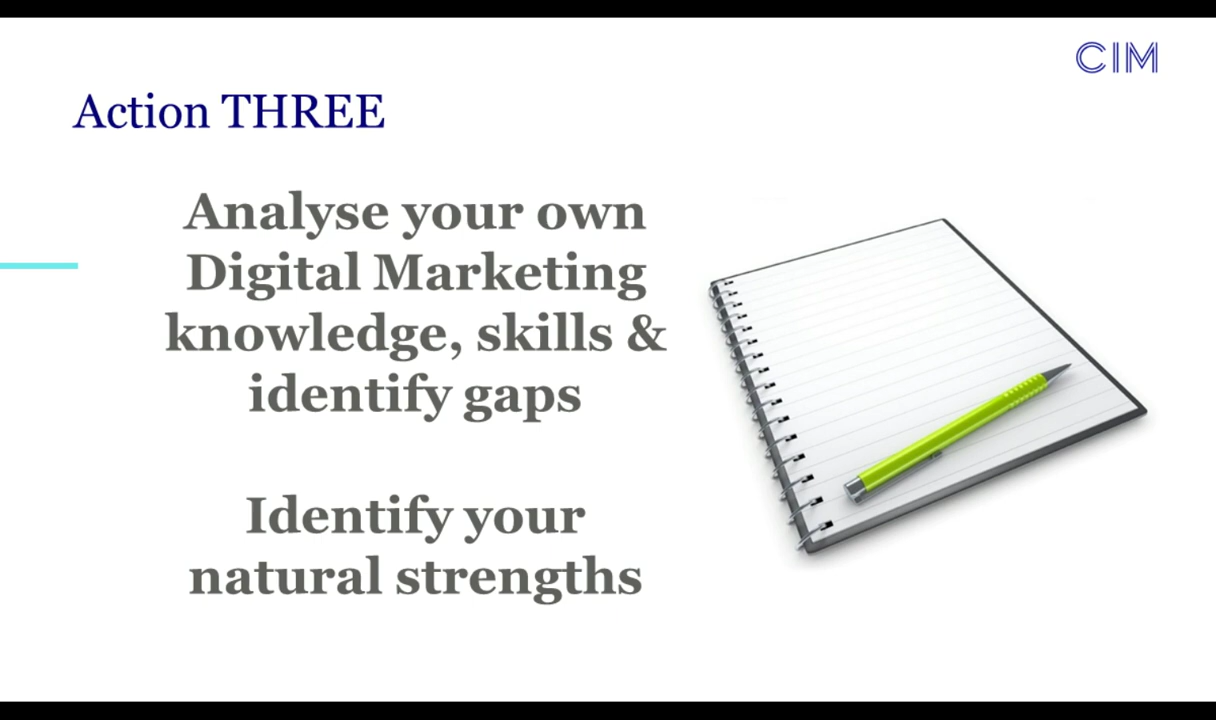 CIM
Action THREE
Analyse your own
Digital Marketing
knowledge, skills &
identify gaps
Identify your
natural strengths